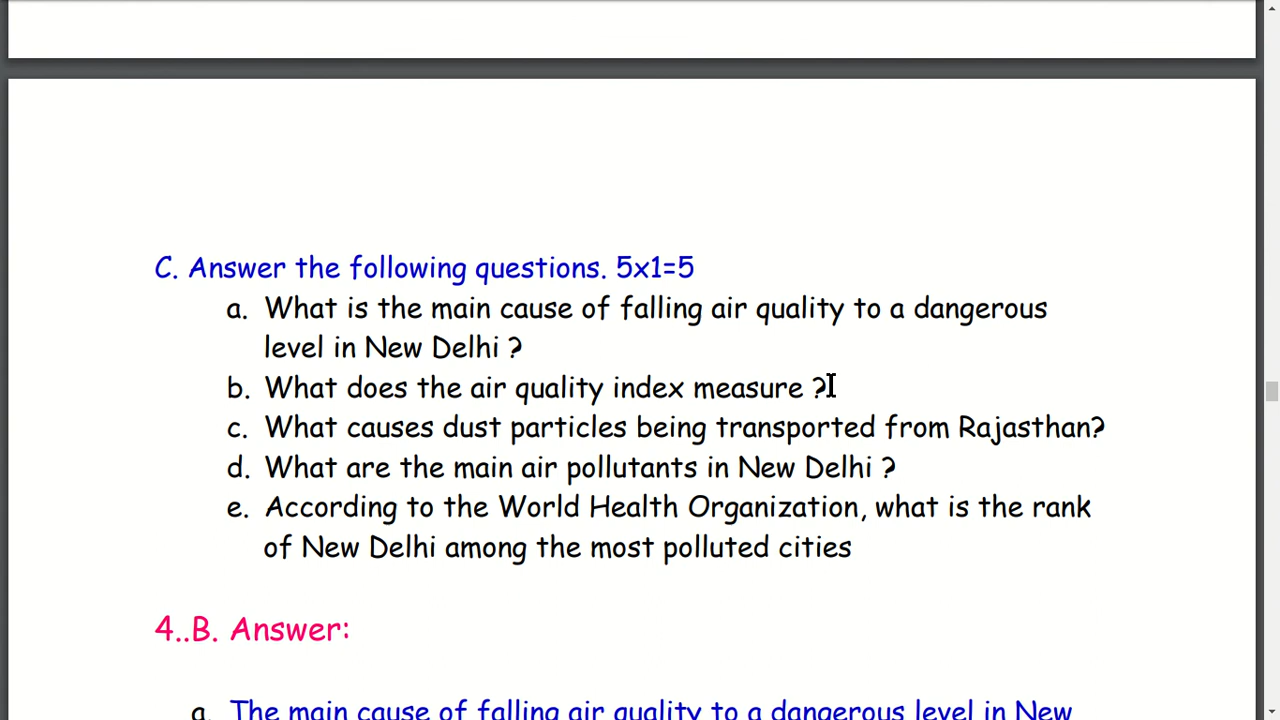 C. Answer the following questions. 5x1=5
a. What is the main cause of falling air quality to a dangerous
level in New Delhi ?
b. What does the air quality index measure ?
c. What causes dust particles being transported from Rajasthan?
d. What are the main air pollutants in New Delhi ?
e. According to the World Health Organization, what is the rank
of New Delhi among the most polluted cities
4..B. Answer:
a. The main cause of falling air quality to a dangerous level in New